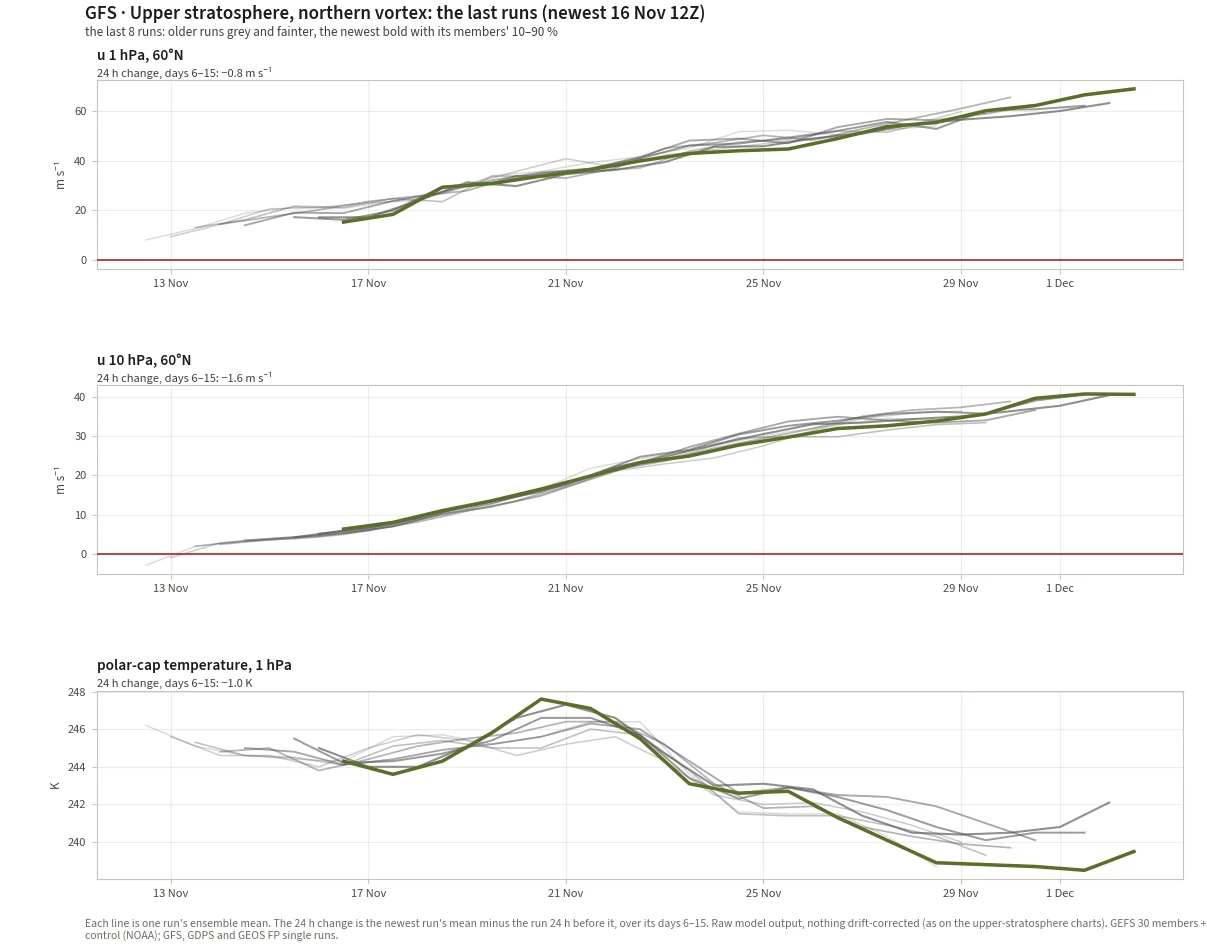 GFS · Upper stratosphere, northern vortex: the last runs (newest 16 Nov 12Z)
the last 8 runs: older runs grey and fainter, the newest bold with its members' 10–90 %
u 1 hPa, 60°N
24 h change, days 6–15: −0.8 m s⁻¹
60
40
20
0
m s⁻¹
13 Nov 17 Nov 21 Nov 25 Nov 29 Nov 1 Dec
u 10 hPa, 60°N
24 h change, days 6–15: −1.6 m s⁻¹
40
30
20
10
0
m s⁻¹
13 Nov 17 Nov 21 Nov 25 Nov 29 Nov 1 Dec
polar-cap temperature, 1 hPa
24 h change, days 6–15: −1.0 K
248
246
244
242
240
K
13 Nov 17 Nov 21 Nov 25 Nov 29 Nov 1 Dec
Each line is one run's ensemble mean. The 24 h change is the newest run's mean minus the run 24 h before it, over its days 6–15. Raw model output, nothing drift-corrected (as on the upper-stratosphere charts). GEFS 30 members +
control (NOAA); GFS, GDPS and GEOS FP single runs.